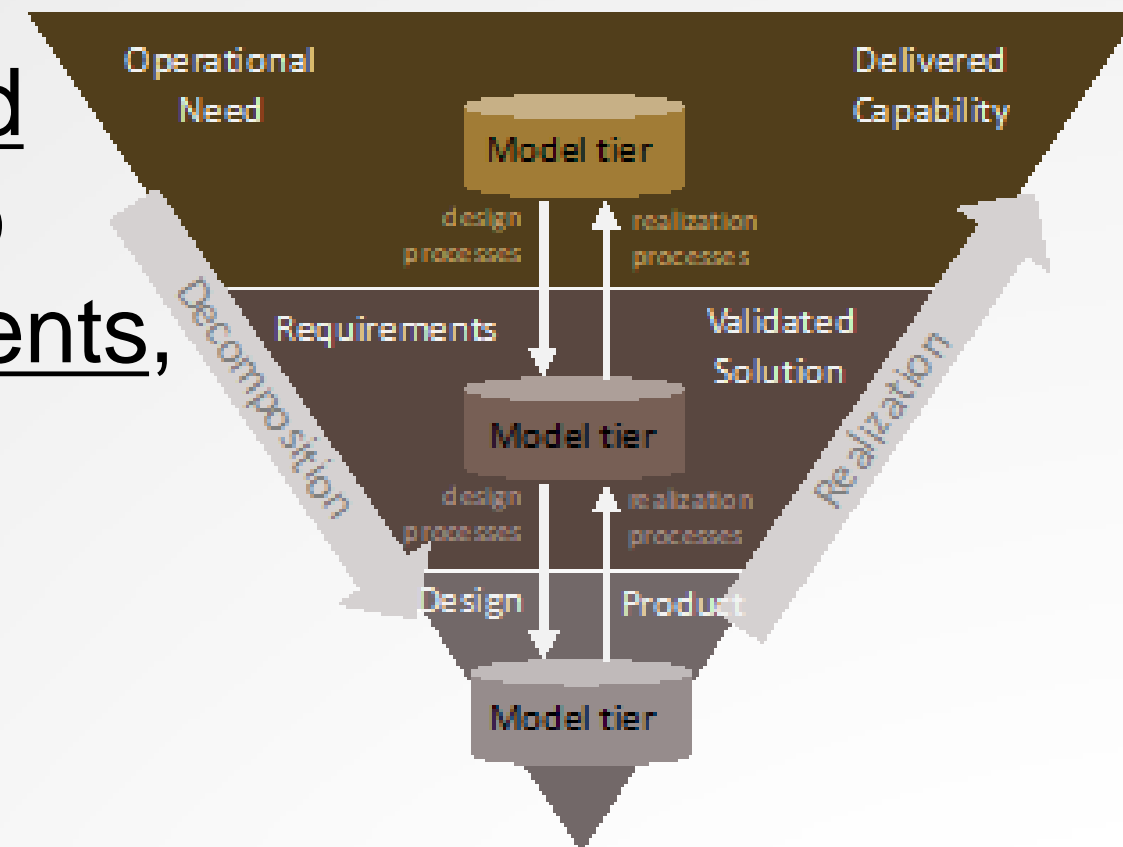 Operational
Need
Delivered
Capability
Model tier
design
processes
realization
processes
Decomposition
Realization
ents,
Requirements
Validated
Solution
Model tier
design
processes
realization
processes
Design
Product
Model tier